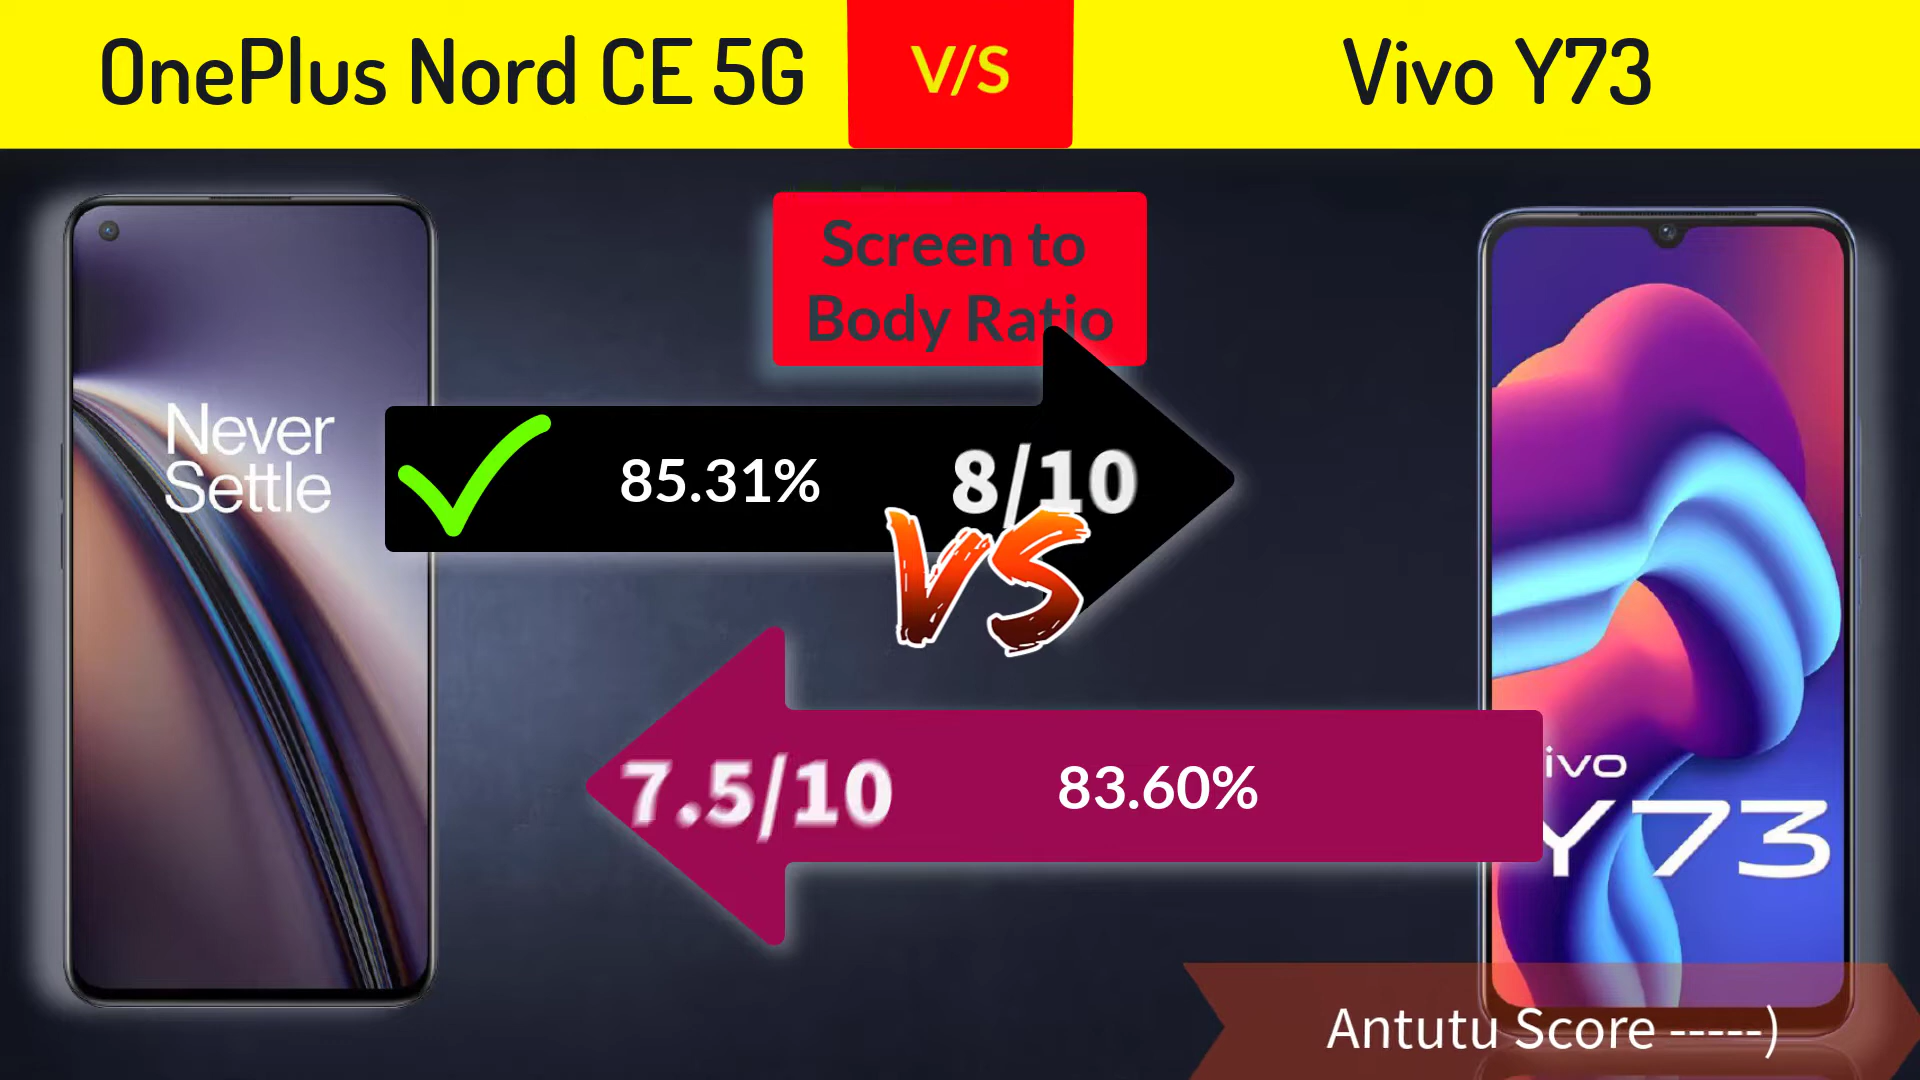 OnePlus Nord CE 5G
V/S
Vivo Y73
Screen to
Body Ratio
Never
Settle
85.31%
8/10
VS
7.5/10
83.60%
ivo
Y73
Antutu Score -----)